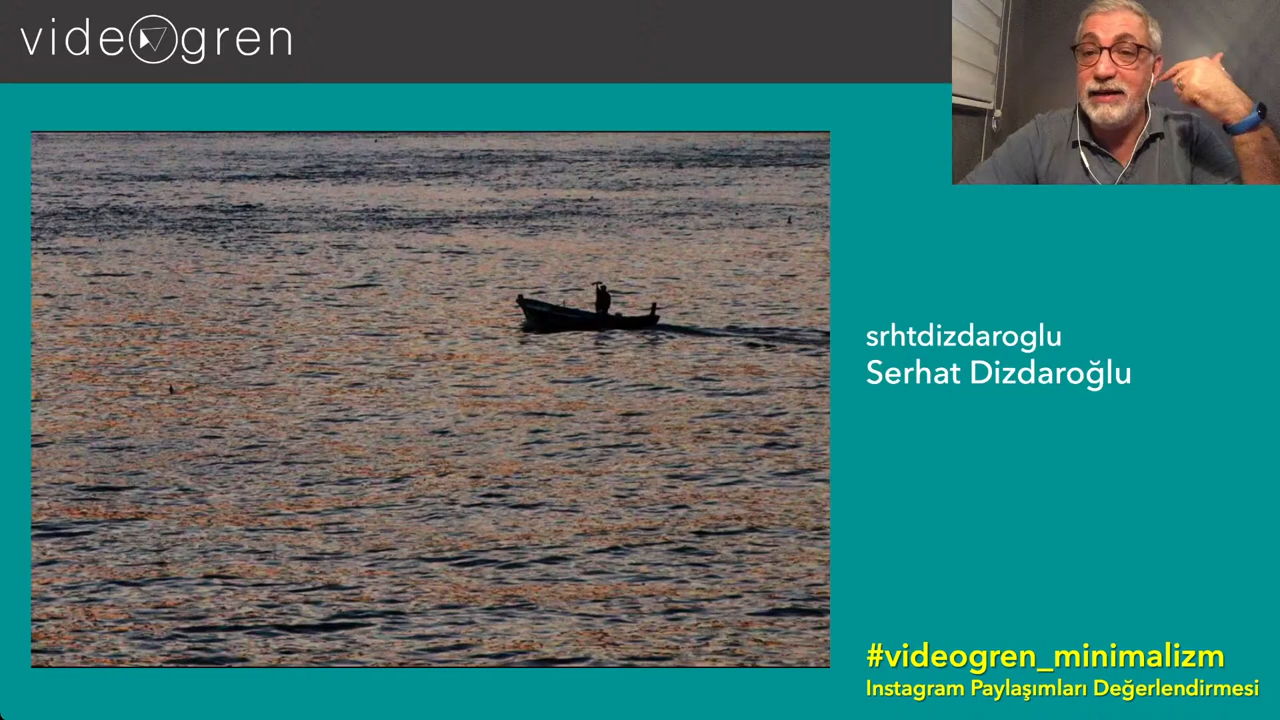 videogren
srhtdizdaroglu
Serhat Dizdaroğlu
#videogren_minimalizm
Instagram Paylaşımları Değerlendirmesi